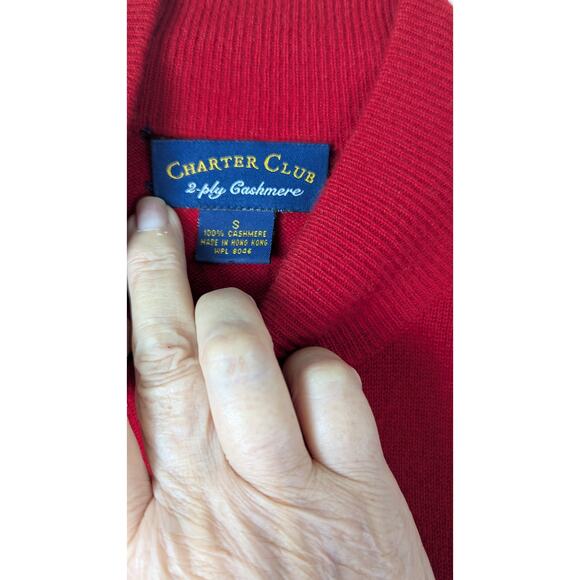 CHARTER CLUB
2-ply Cashmere
S
100% CASHMERE
MADE IN HONG KONG
WPL 8046